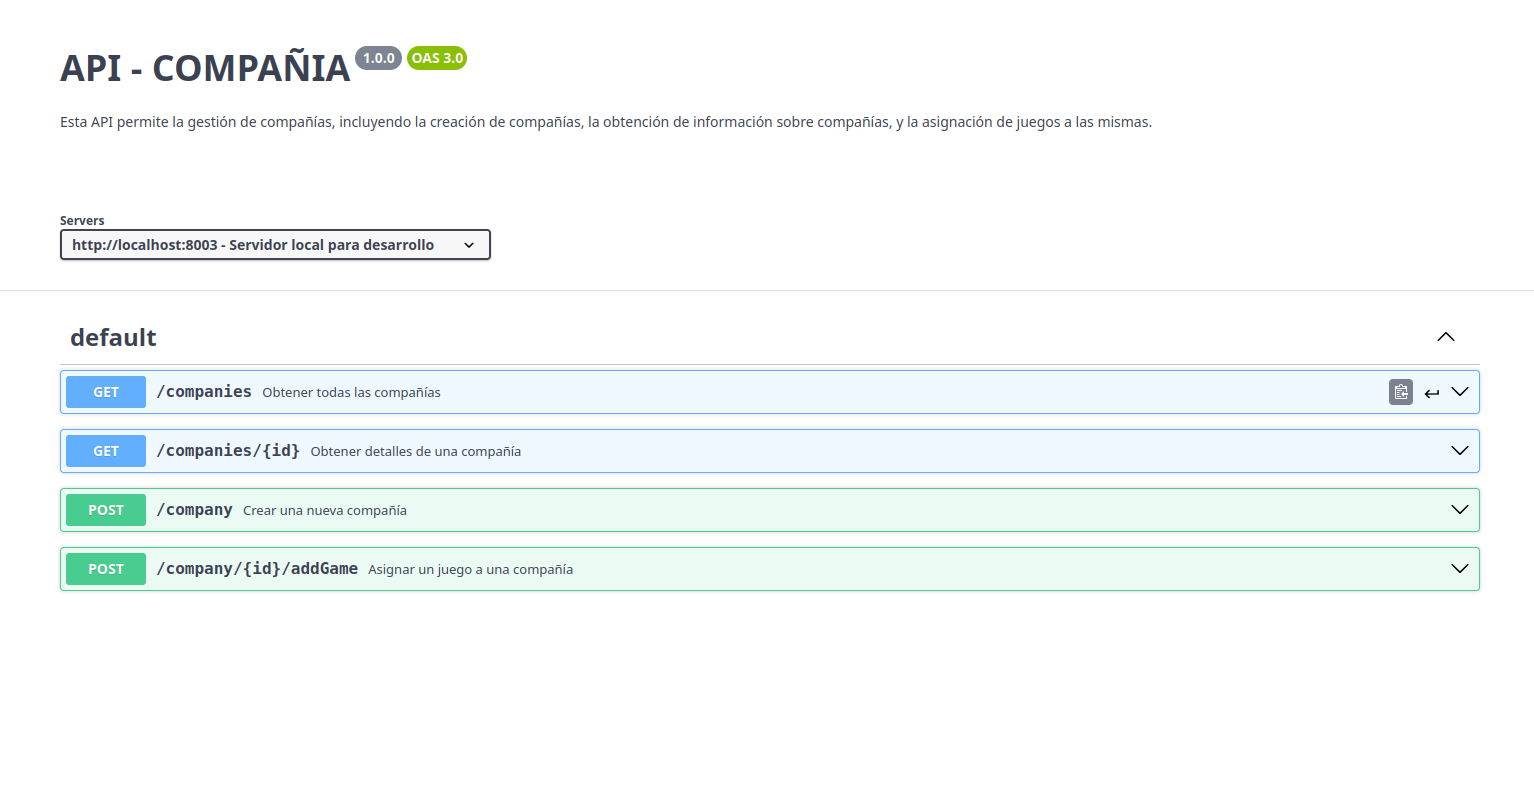 API - COMPAÑIA 1.0.0 OAS 3.0
Esta API permite la gestión de compañías, incluyendo la creación de compañías, la obtención de información sobre compañías, y la asignación de juegos a las mismas.
Servers
http://localhost:8003 - Servidor local para desarrollo
default
GET /companies Obtener todas las compañías
GET /companies/{id} Obtener detalles de una compañía
POST /company Crear una nueva compañía
POST /company/{id}/addGame Asignar un juego a una compañía